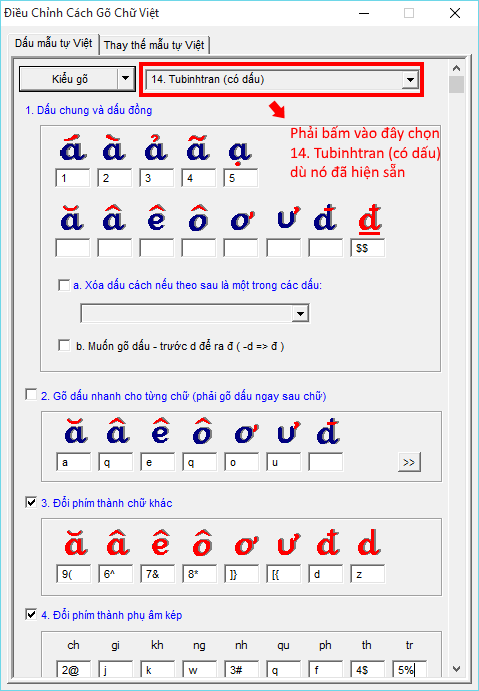 Điều Chỉnh Cách Gõ Chữ Việt
Dấu mẫu tự Việt Thay thế mẫu tự Việt
Kiểu gõ 14. Tubinhtran (có dấu)
1. Dấu chung và dấu đồng
Phải bấm vào đây chọn
14. Tubinhtran (có dấu)
dù nó đã hiện sẵn
á à ả ã ạ
1 2 3 4 5
ă â ê ô ơ ư đ đ
$$
a. Xóa dấu cách nếu theo sau là một trong các dấu:
b. Muốn gõ dấu - trước d để ra đ ( -d => đ )
2. Gõ dấu nhanh cho từng chữ (phải gõ dấu ngay sau chữ)
ă â ê ô ơ ư đ
a q e q o u >>
3. Đổi phím thành chữ khác
ă â ê ô ơ ư đ d
9( 6^ 7& 8* ]} [{ d z
4. Đổi phím thành phụ âm kép
ch gi kh ng nh qu ph th tr
2@ j k w 3# q f 4$ 5%